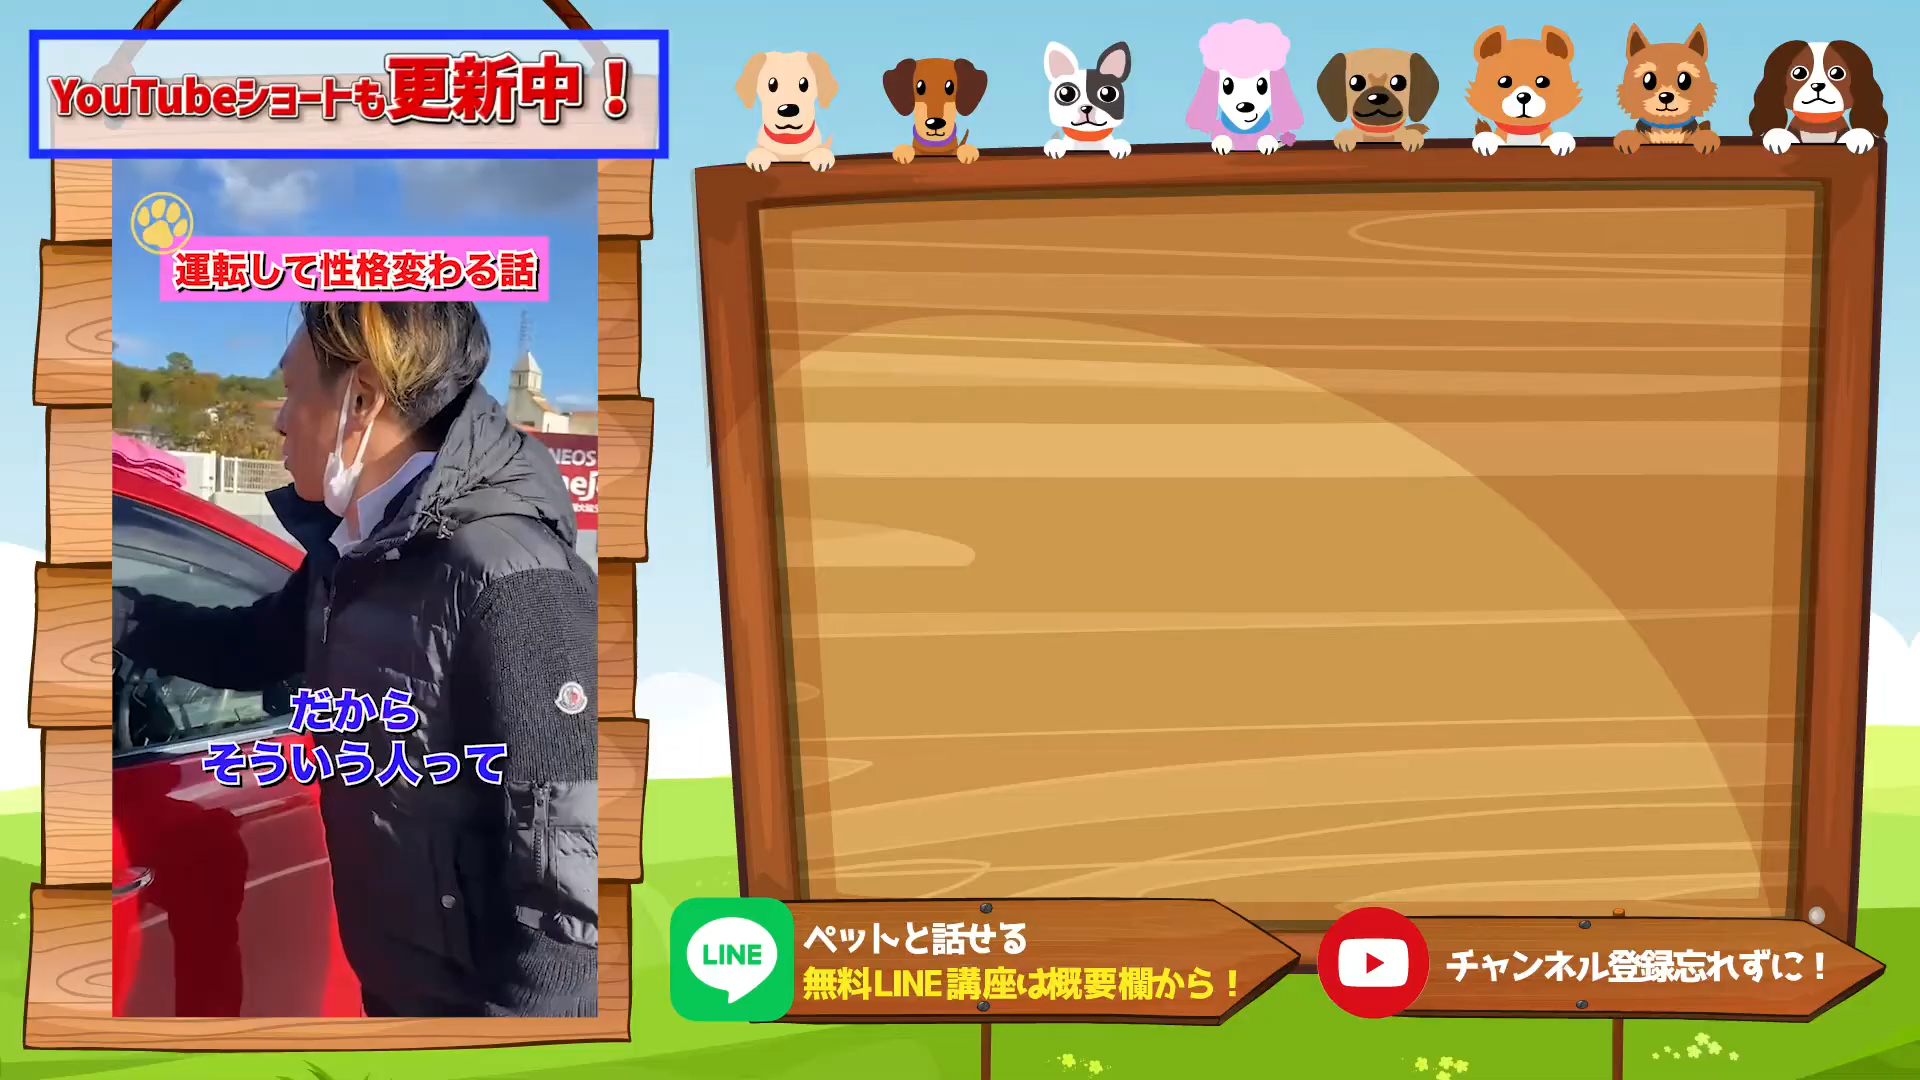 YouTubeショートも更新中！
運転して性格変わる話
NEOS
だから
そういう人って
LINE
ペットと話せる
無料LINE講座は概要欄から！
チャンネル登録忘れずに！